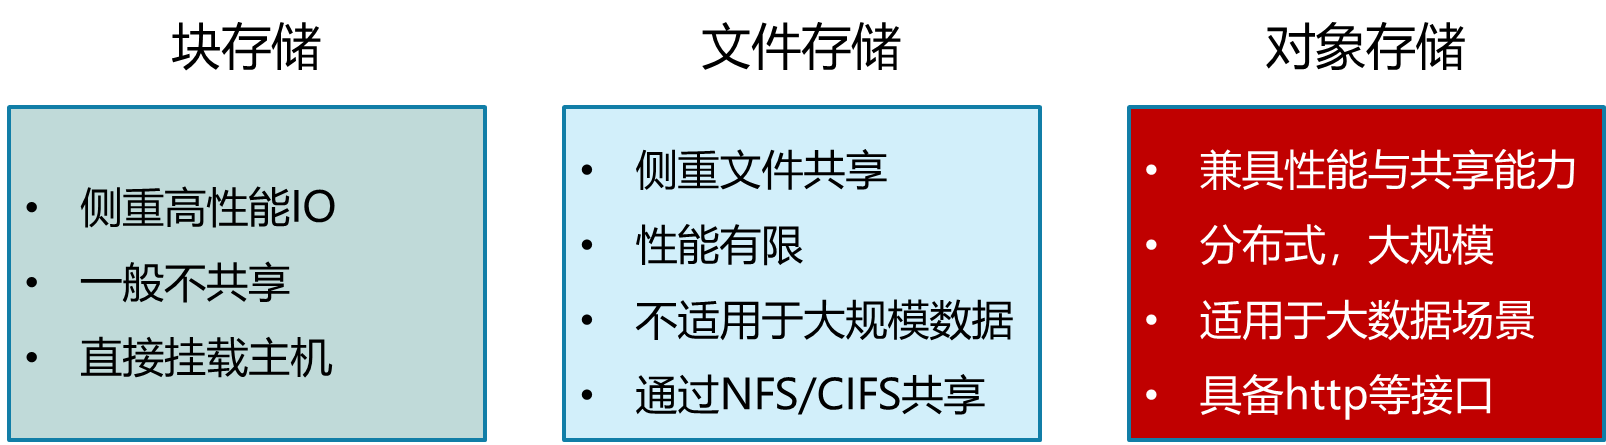 块存储
• 侧重高性能IO
• 一般不共享
• 直接挂载主机
文件存储
• 侧重文件共享
• 性能有限
• 不适用于大规模数据
• 通过NFS/CIFS共享
对象存储
• 兼具性能与共享能力
• 分布式，大规模
• 适用于大数据场景
• 具备http等接口